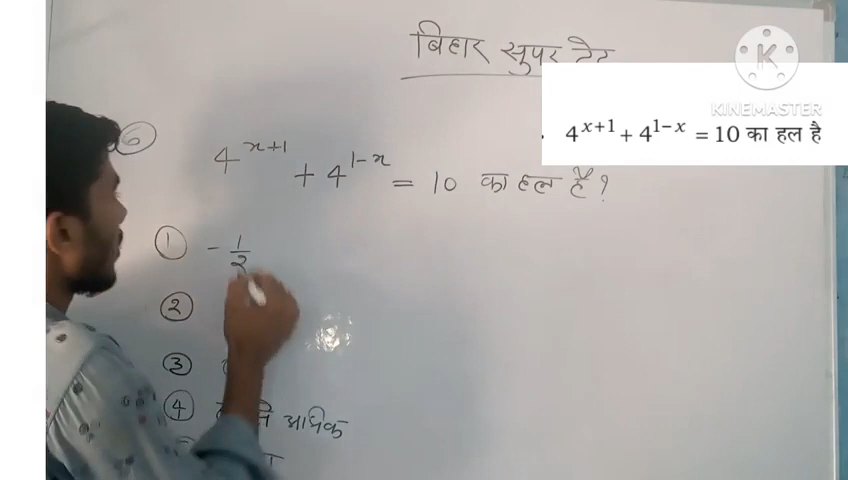 बिहार सुपर टेट
K
KINEMASTER
4^{x+1} + 4^{1-x} = 10 का हल है
6
4^{x+1} + 4^{1-x} = 10 का हल है ?
① -1/2
②
③
④ आधिक